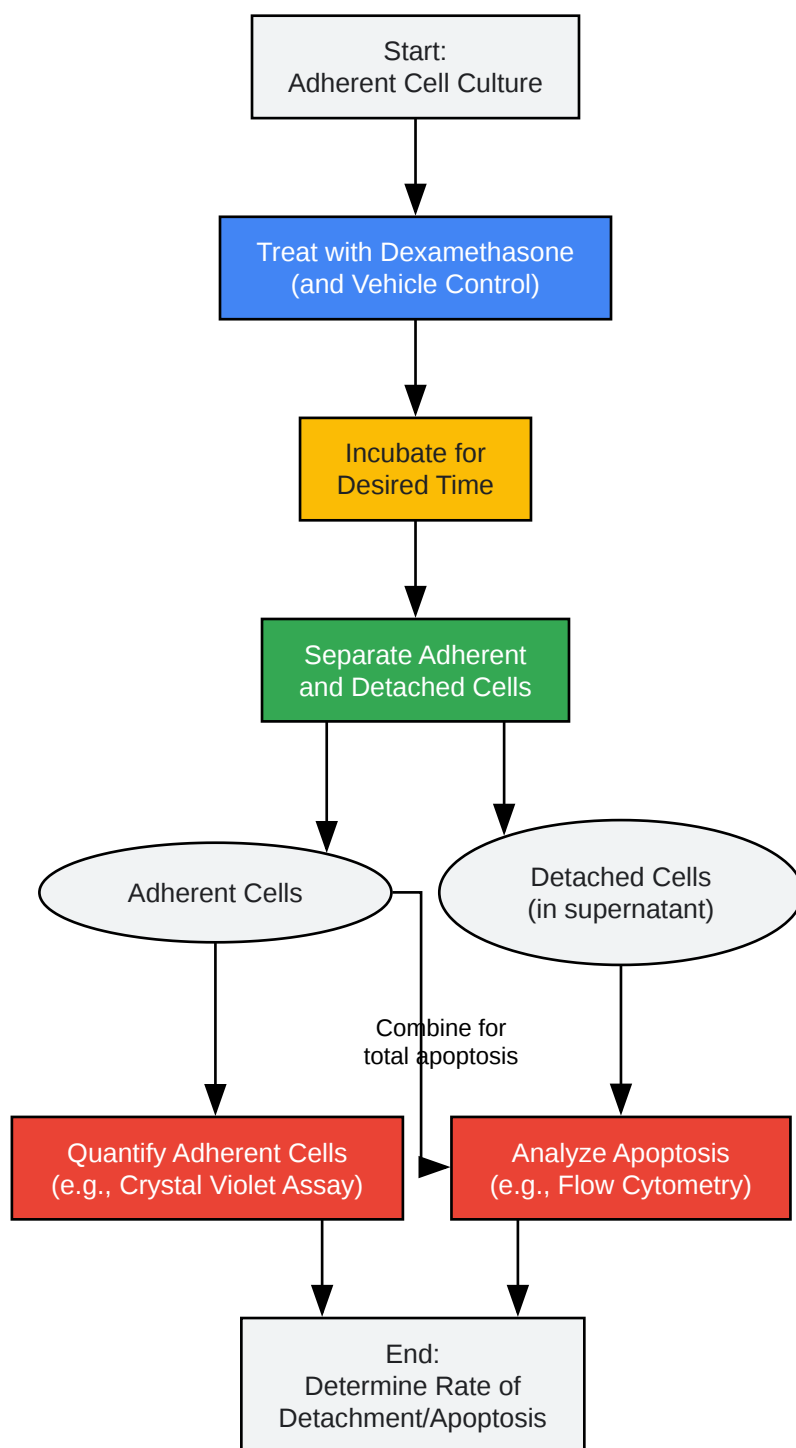 Start:
Adherent Cell Culture
Treat with Dexamethasone
(and Vehicle Control)
Incubate for
Desired Time
Separate Adherent
and Detached Cells
Adherent Cells
Detached Cells
(in supernatant)
Combine for
total apoptosis
Quantify Adherent Cells
(e.g., Crystal Violet Assay)
Analyze Apoptosis
(e.g., Flow Cytometry)
End:
Determine Rate of
Detachment/Apoptosis